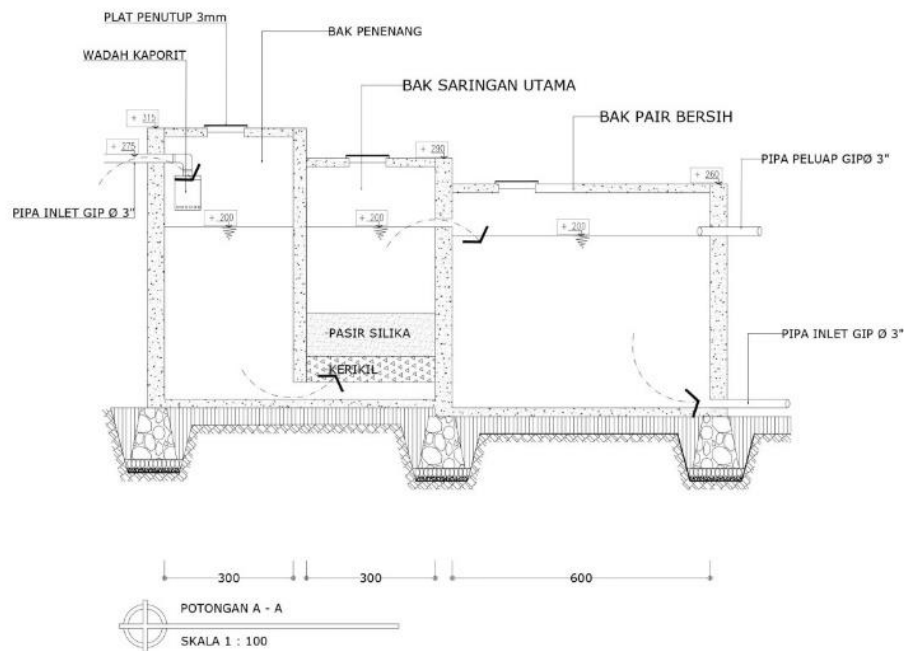 PLAT PENUTUP 3mm
BAK PENENANG
WADAH KAPORIT
BAK SARINGAN UTAMA
BAK PAIR BERSIH
+ 315
+ 275
+ 290
+ 260
PIPA PELUAP GIPØ 3"
PIPA INLET GIP Ø 3"
+ 200
+ 200
+ 200
PASIR SILIKA
PIPA INLET GIP Ø 3"
KERIKIL
300
300
600
POTONGAN A - A
SKALA 1 : 100